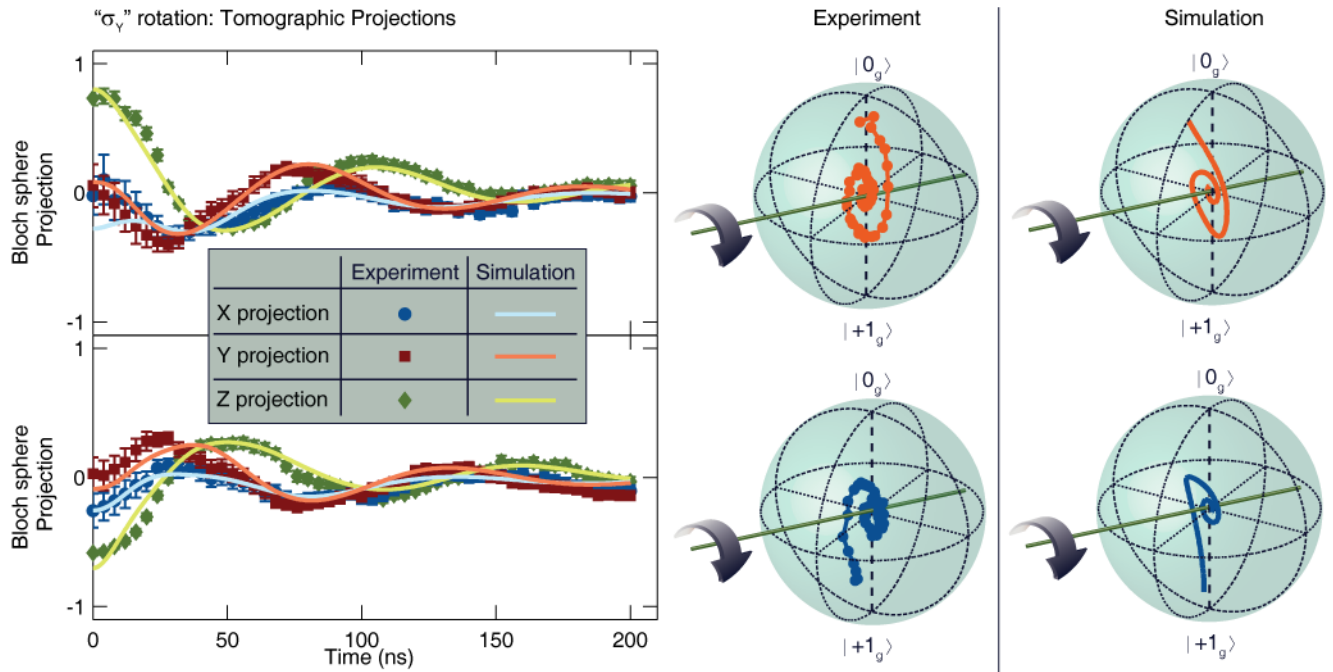 "σY" rotation: Tomographic Projections
Experiment
Simulation
1
0
-1
Bloch sphere
Projection
1
0
-1
Bloch sphere
Projection
0
50
100
150
200
Time (ns)
Experiment Simulation
X projection
Y projection
Z projection
|0g⟩
|+1g⟩
|0g⟩
|+1g⟩
|0g⟩
|+1g⟩
|0g⟩
|+1g⟩